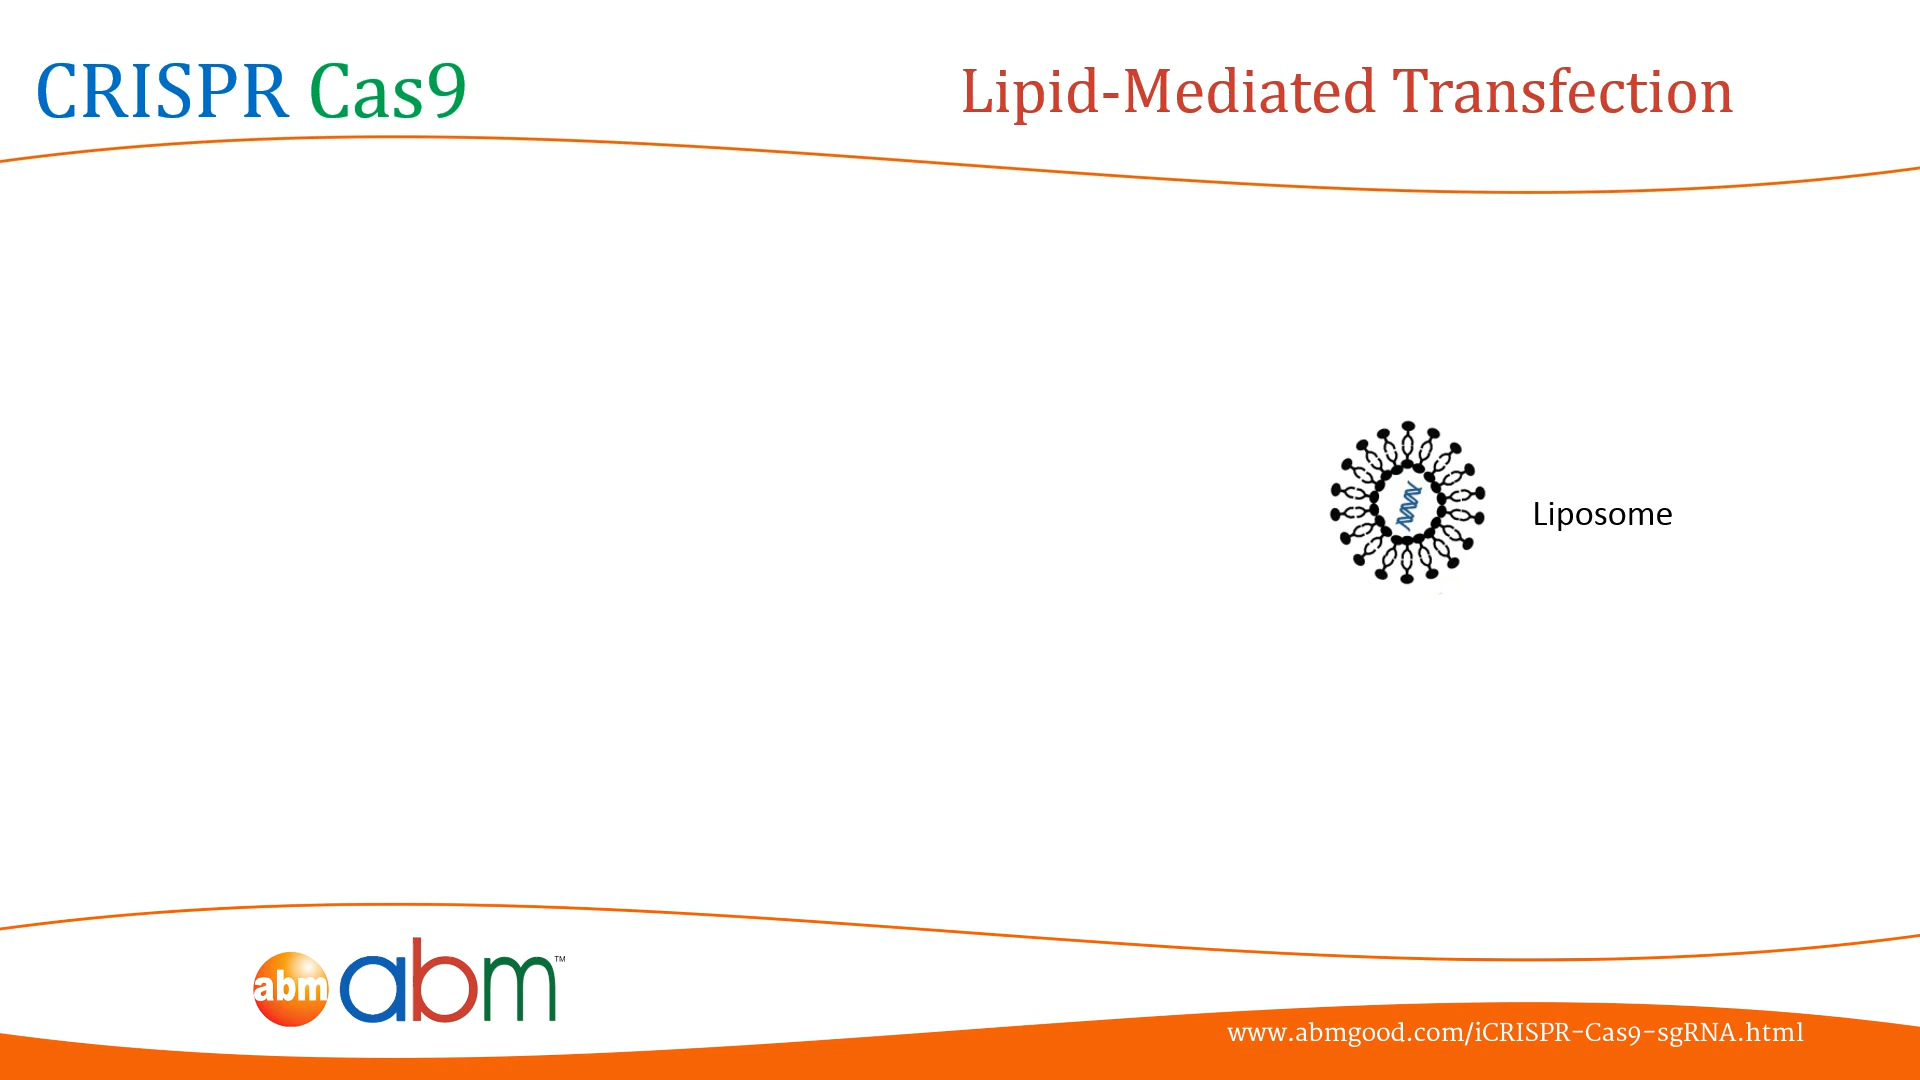 CRISPR Cas9
Lipid-Mediated Transfection
Liposome
abm abm™
www.abmgood.com/iCRISPR-Cas9-sgRNA.html